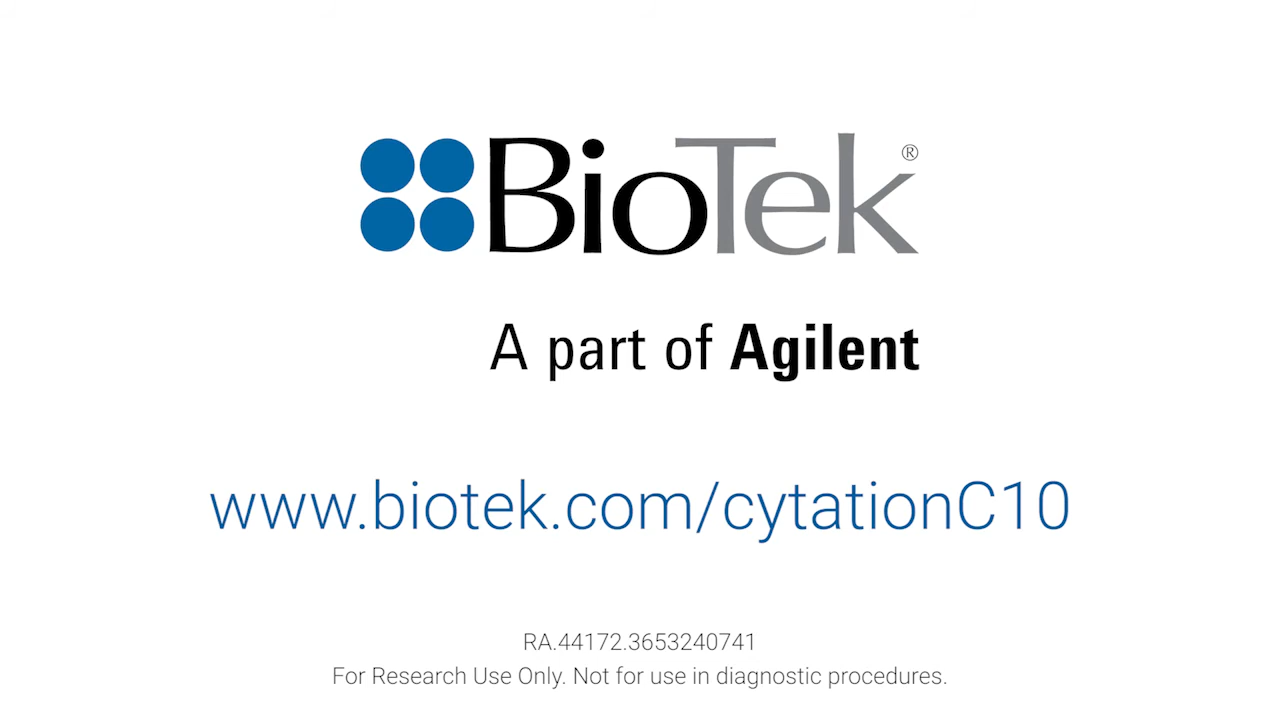 BioTek®
A part of Agilent
www.biotek.com/cytationC10
RA.44172.3653240741
For Research Use Only. Not for use in diagnostic procedures.